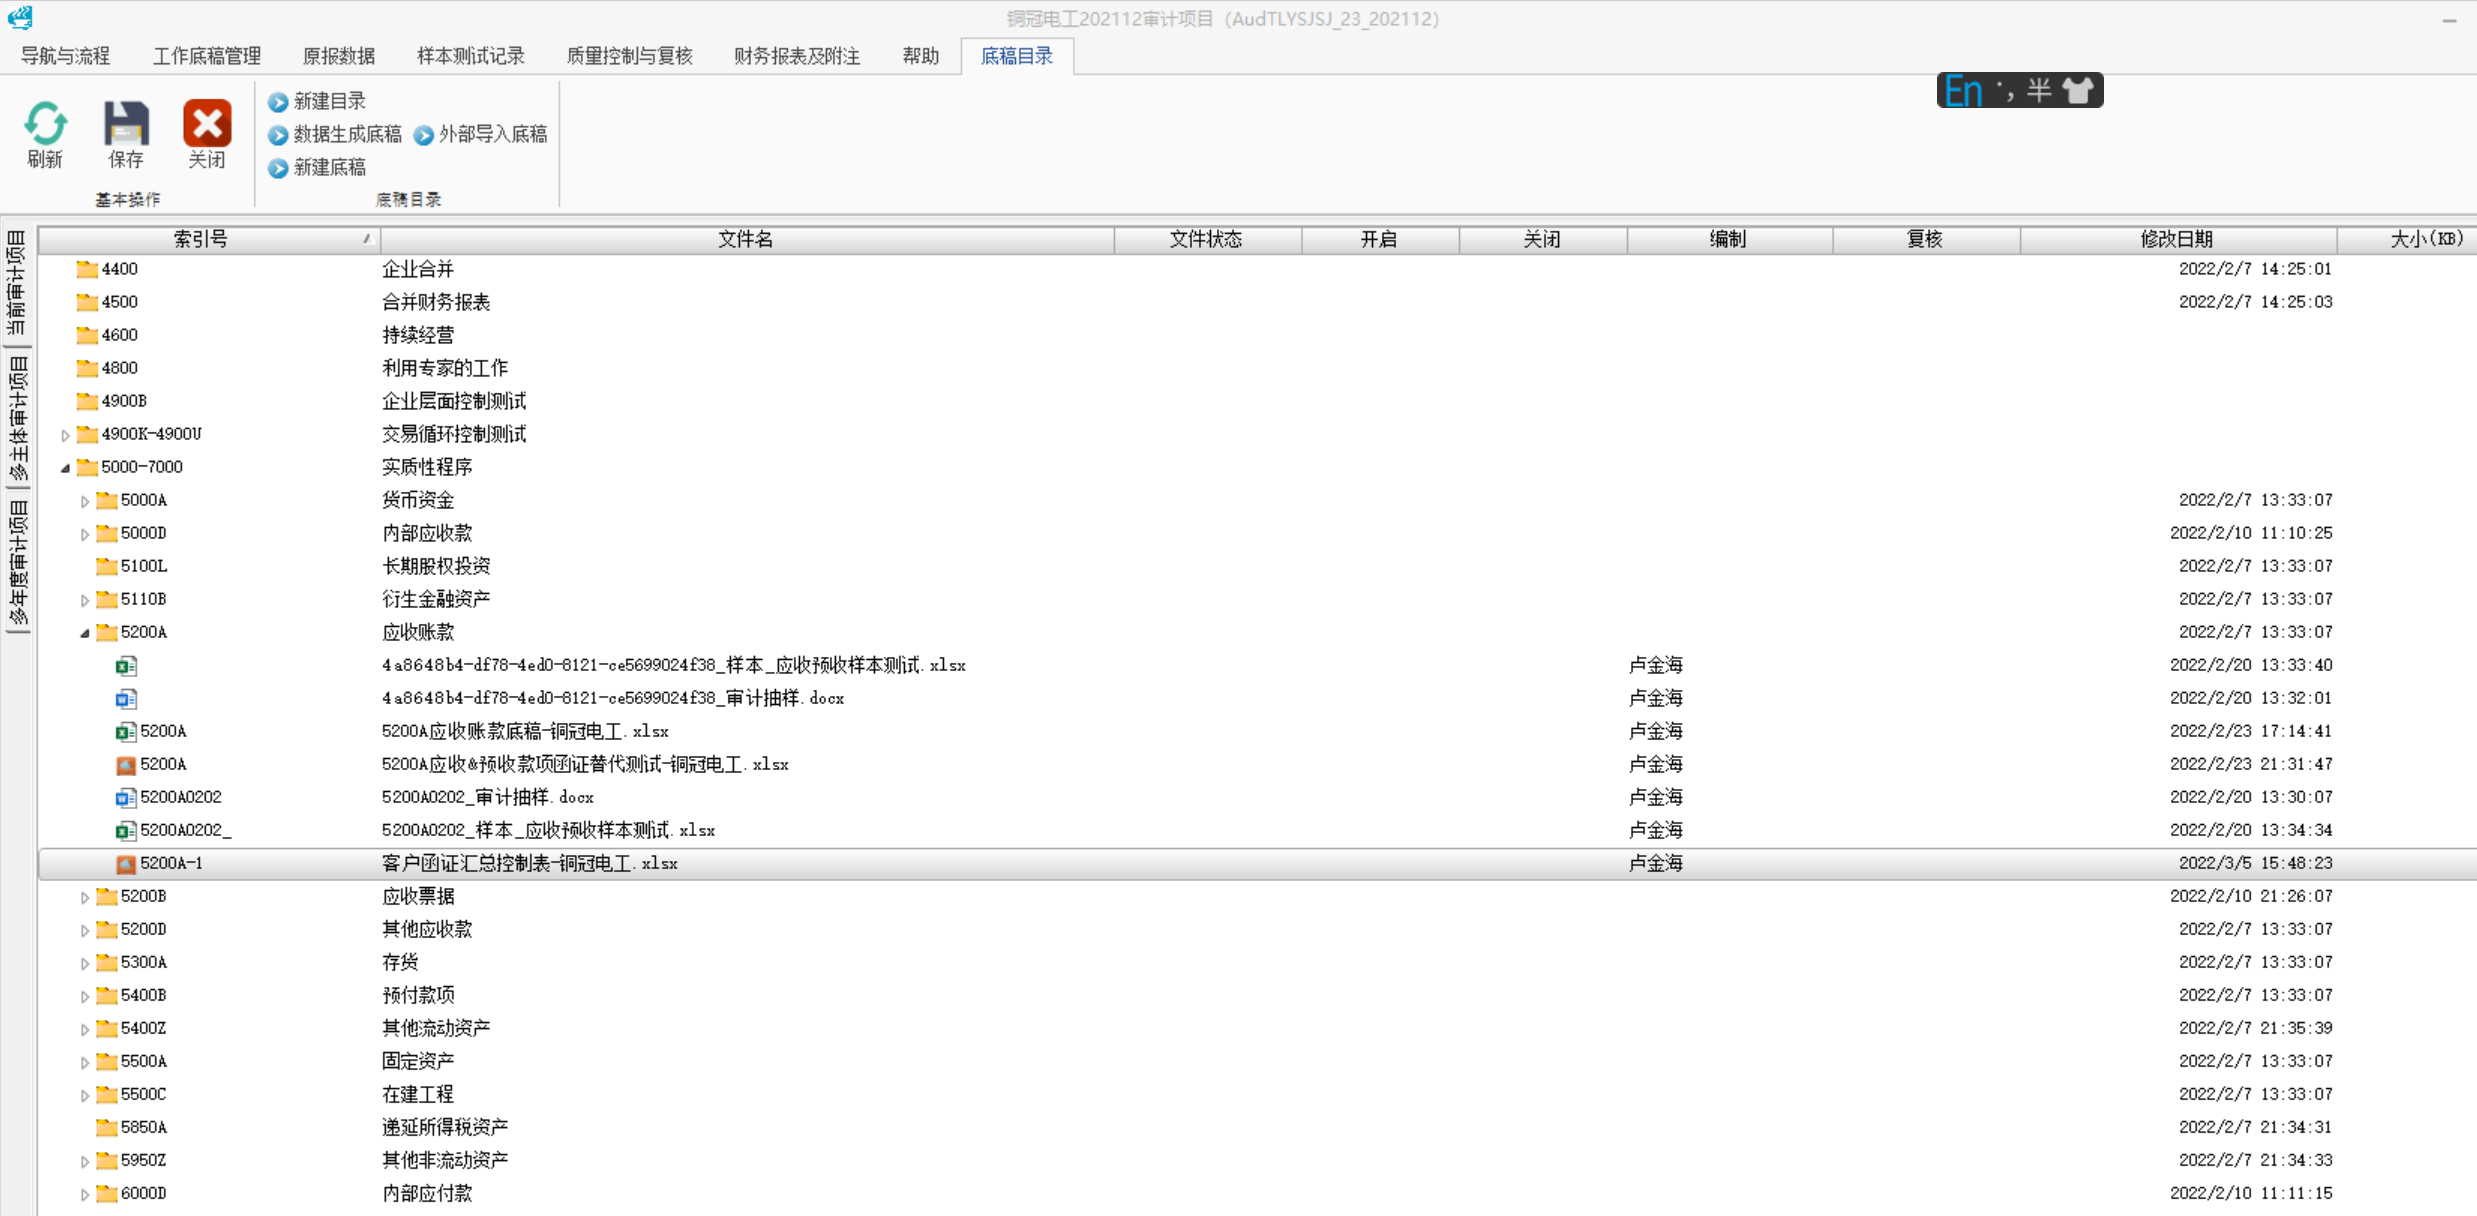 铜冠电工202112审计项目（AudTLYSJSJ_23_202112）
导航与流程 工作底稿管理 原报数据 样本测试记录 质量控制与复核 财务报表及附注 帮助 底稿目录
En ·, 半
刷新 保存 关闭
新建目录
数据生成底稿 外部导入底稿
新建底稿
基本操作 底稿目录
当前审计项目
多主体审计项目
多年度审计项目
索引号 文件名 文件状态 开启 关闭 编制 复核 修改日期 大小(KB)
4400 企业合并 2022/2/7 14:25:01
4500 合并财务报表 2022/2/7 14:25:03
4600 持续经营
4800 利用专家的工作
4900B 企业层面控制测试
4900K-4900U 交易循环控制测试
5000-7000 实质性程序
5000A 货币资金 2022/2/7 13:33:07
5000D 内部应收款 2022/2/10 11:10:25
5100L 长期股权投资 2022/2/7 13:33:07
5110B 衍生金融资产 2022/2/7 13:33:07
5200A 应收账款 2022/2/7 13:33:07
4a8648b4-df78-4ed0-8121-ce5699024f38_样本_应收预收样本测试.xlsx 卢金海 2022/2/20 13:33:40
4a8648b4-df78-4ed0-8121-ce5699024f38_审计抽样.docx 卢金海 2022/2/20 13:32:01
5200A 5200A应收账款底稿-铜冠电工.xlsx 卢金海 2022/2/23 17:14:41
5200A 5200A应收&预收款项函证替代测试-铜冠电工.xlsx 卢金海 2022/2/23 21:31:47
5200A0202 5200A0202_审计抽样.docx 卢金海 2022/2/20 13:30:07
5200A0202_ 5200A0202_样本_应收预收样本测试.xlsx 卢金海 2022/2/20 13:34:34
5200A-1 客户函证汇总控制表-铜冠电工.xlsx 卢金海 2022/3/5 15:48:23
5200B 应收票据 2022/2/10 21:26:07
5200D 其他应收款 2022/2/7 13:33:07
5300A 存货 2022/2/7 13:33:07
5400B 预付款项 2022/2/7 13:33:07
5400Z 其他流动资产 2022/2/7 21:35:39
5500A 固定资产 2022/2/7 13:33:07
5500C 在建工程 2022/2/7 13:33:07
5850A 递延所得税资产 2022/2/7 21:34:31
5950Z 其他非流动资产 2022/2/7 21:34:33
6000D 内部应付款 2022/2/10 11:11:15